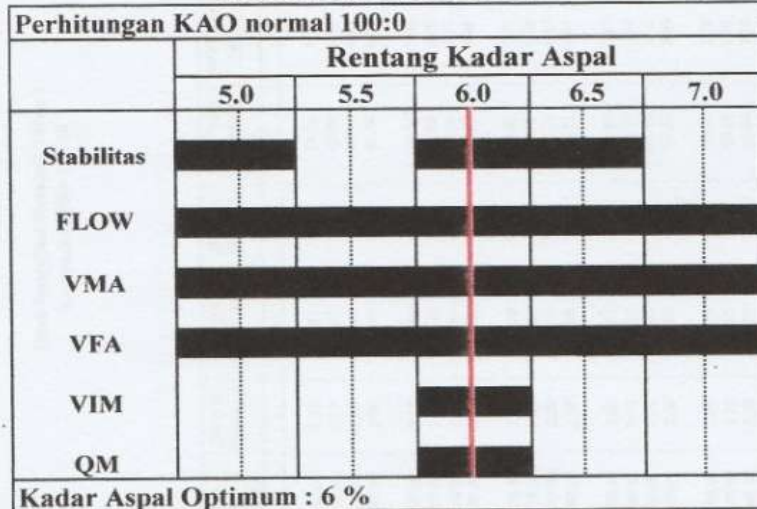 Perhitungan KAO normal 100:0
Rentang Kadar Aspal
5.0 5.5 6.0 6.5 7.0
Stabilitas
FLOW
VMA
VFA
VIM
QM
Kadar Aspal Optimum : 6 %